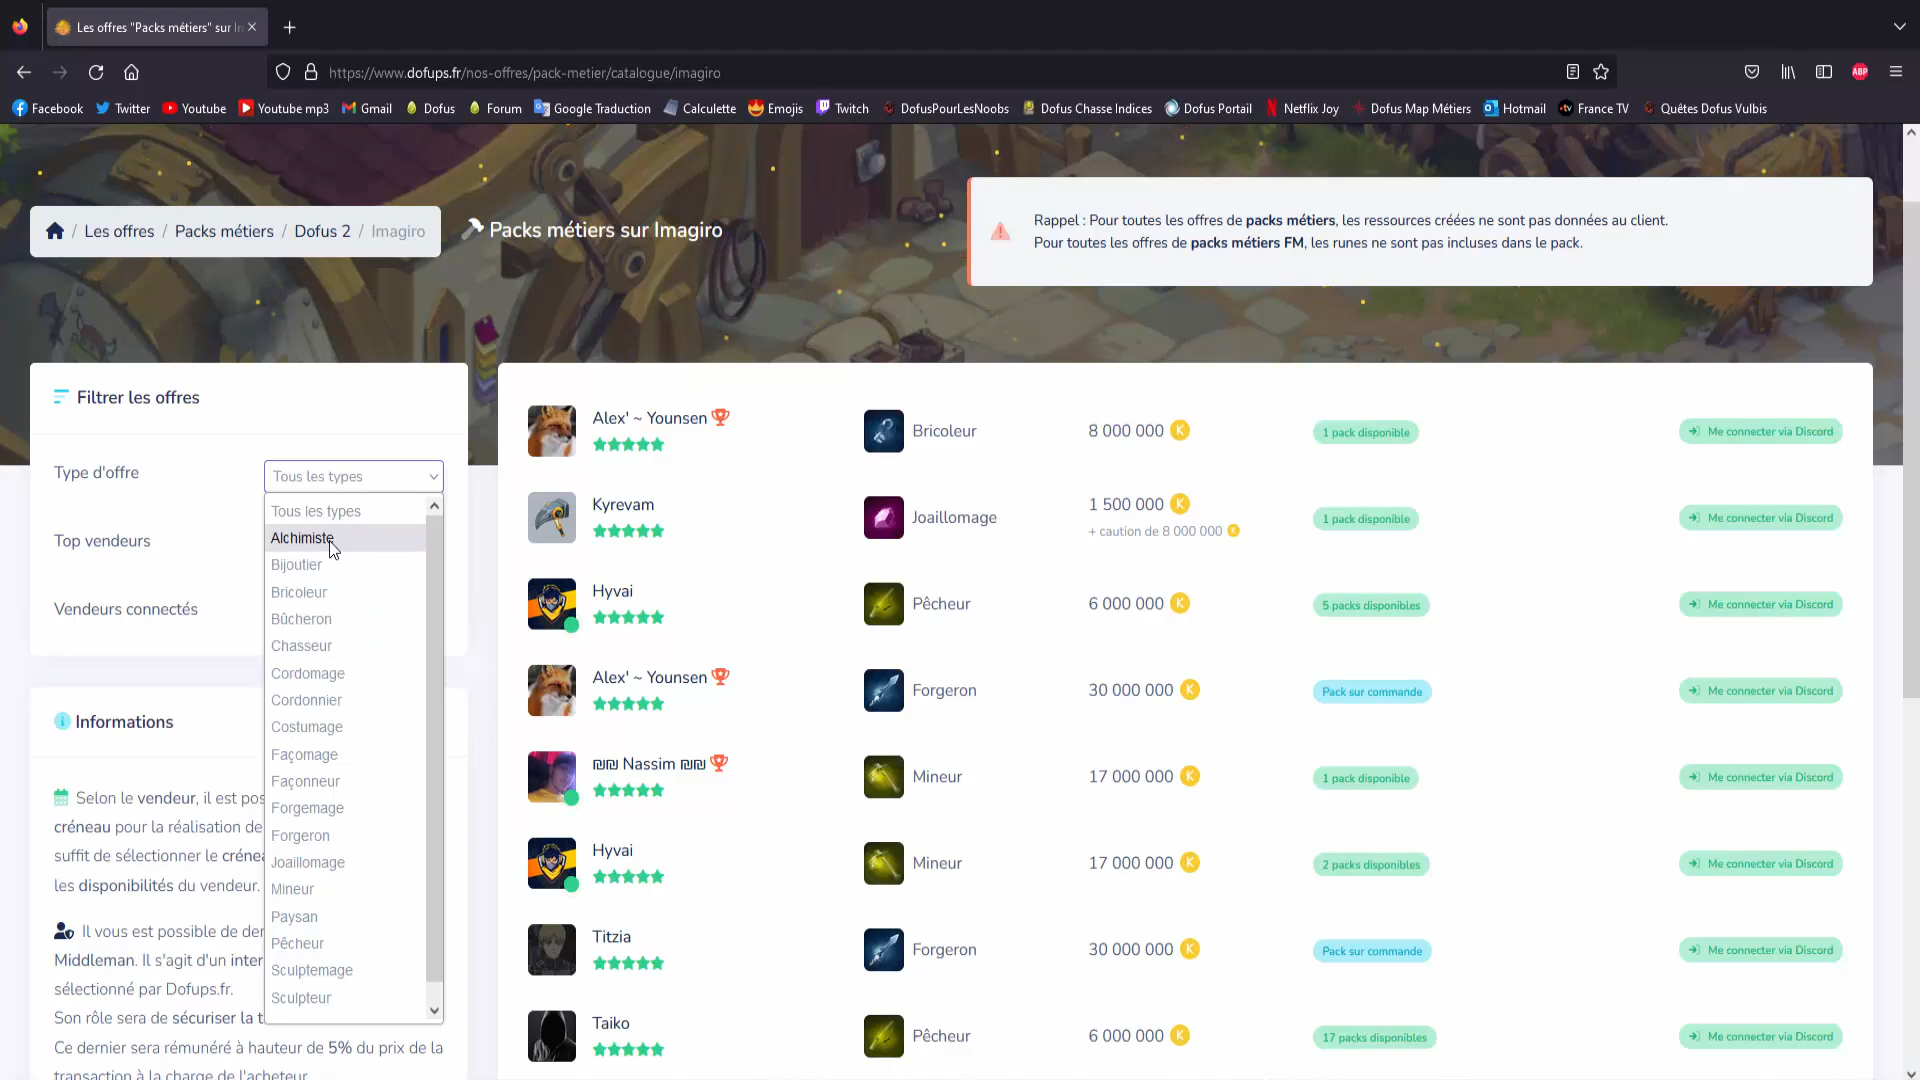 Les offres "Packs métiers" sur I
https://www.dofups.fr/nos-offres/pack-metier/catalogue/imagiro
ABP
Facebook
Twitter
Youtube
Youtube mp3
Gmail
Dofus
Forum
Google Traduction
Calculette
Emojis
Twitch
DofusPourLesNoobs
Dofus Chasse Indices
Dofus Portail
Netflix Joy
Dofus Map Métiers
Hotmail
France TV
Quêtes Dofus Vulbis
/ Les offres / Packs métiers / Dofus 2 / Imagiro
Packs métiers sur Imagiro
Rappel : Pour toutes les offres de packs métiers, les ressources créées ne sont pas données au client.
Pour toutes les offres de packs métiers FM, les runes ne sont pas incluses dans le pack.
Filtrer les offres
Type d'offre
Tous les types
Top vendeurs
Vendeurs connectés
Tous les types
Alchimiste
Bijoutier
Bricoleur
Bûcheron
Chasseur
Cordomage
Cordonnier
Costumage
Façomage
Façonneur
Forgemage
Forgeron
Joaillomage
Mineur
Paysan
Pêcheur
Sculptemage
Sculpteur
Informations
Selon le vendeur, il est pos
créneau pour la réalisation de
suffit de sélectionner le créne
les disponibilités du vendeur.
Il vous est possible de de
Middleman. Il s'agit d'un inter
sélectionné par Dofups.fr.
Son rôle sera de sécuriser la t
Ce dernier sera rémunéré à hauteur de 5% du prix de la
transaction à la charge de l'acheteur.
Alex' ~ Younsen
Bricoleur
8 000 000 K
1 pack disponible
Me connecter via Discord
Kyrevam
Joaillomage
1 500 000 K
+ caution de 8 000 000 K
1 pack disponible
Me connecter via Discord
Hyvai
Pêcheur
6 000 000 K
5 packs disponibles
Me connecter via Discord
Alex' ~ Younsen
Forgeron
30 000 000 K
Pack sur commande
Me connecter via Discord
₪₪ Nassim ₪₪
Mineur
17 000 000 K
1 pack disponible
Me connecter via Discord
Hyvai
Mineur
17 000 000 K
2 packs disponibles
Me connecter via Discord
Titzia
Forgeron
30 000 000 K
Pack sur commande
Me connecter via Discord
Taiko
Pêcheur
6 000 000 K
17 packs disponibles
Me connecter via Discord